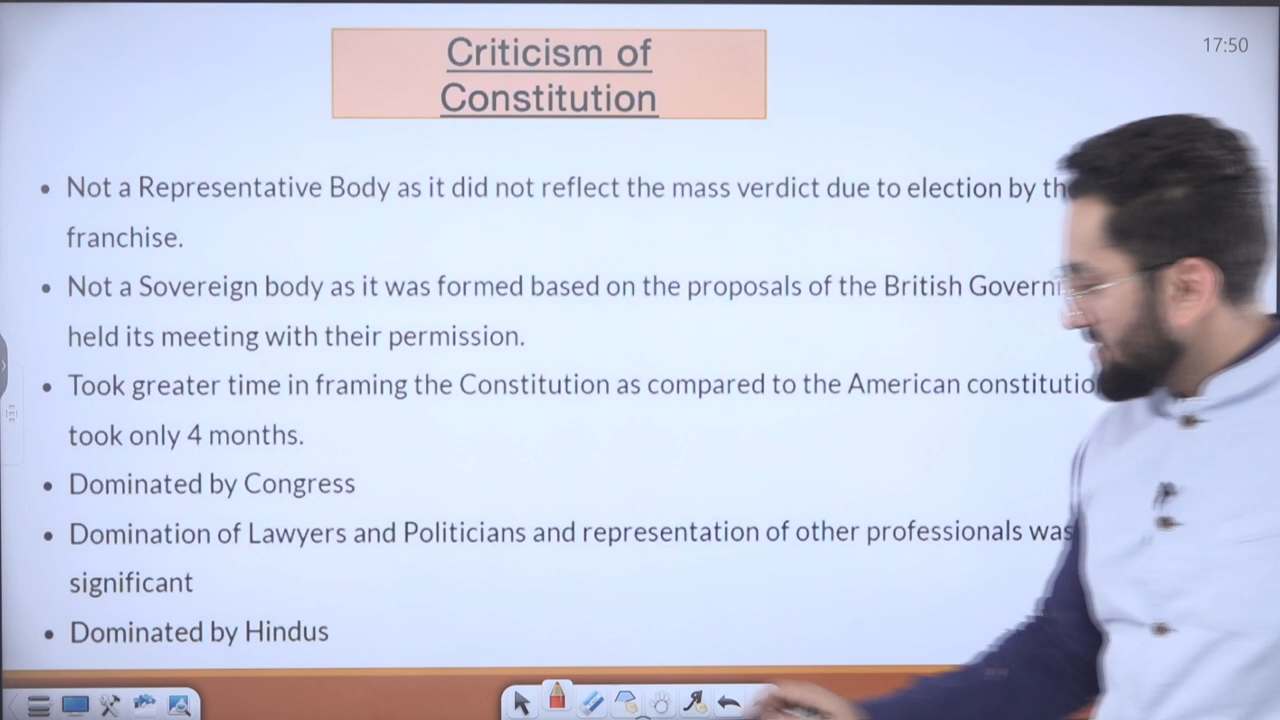 Criticism of
Constitution
17:50
• Not a Representative Body as it did not reflect the mass verdict due to election by
franchise.
• Not a Sovereign body as it was formed based on the proposals of the British
held its meeting with their permission.
• Took greater time in framing the Constitution as compared to the American
took only 4 months.
• Dominated by Congress
• Domination of Lawyers and Politicians and representation of other professionals was
significant
• Dominated by Hindus